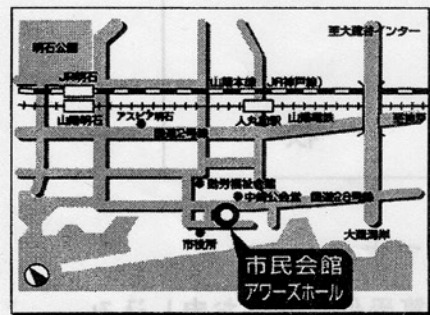 明石公園
至大蔵谷インター
JR明石
山陽本線(JR神戸線)
山陽明石
アスピア明石
人丸前駅
山陽電鉄
国道2号線
勤労福祉会館
中崎公会堂
国道28号線
市役所
大蔵海岸
市民会館
アワーズホール